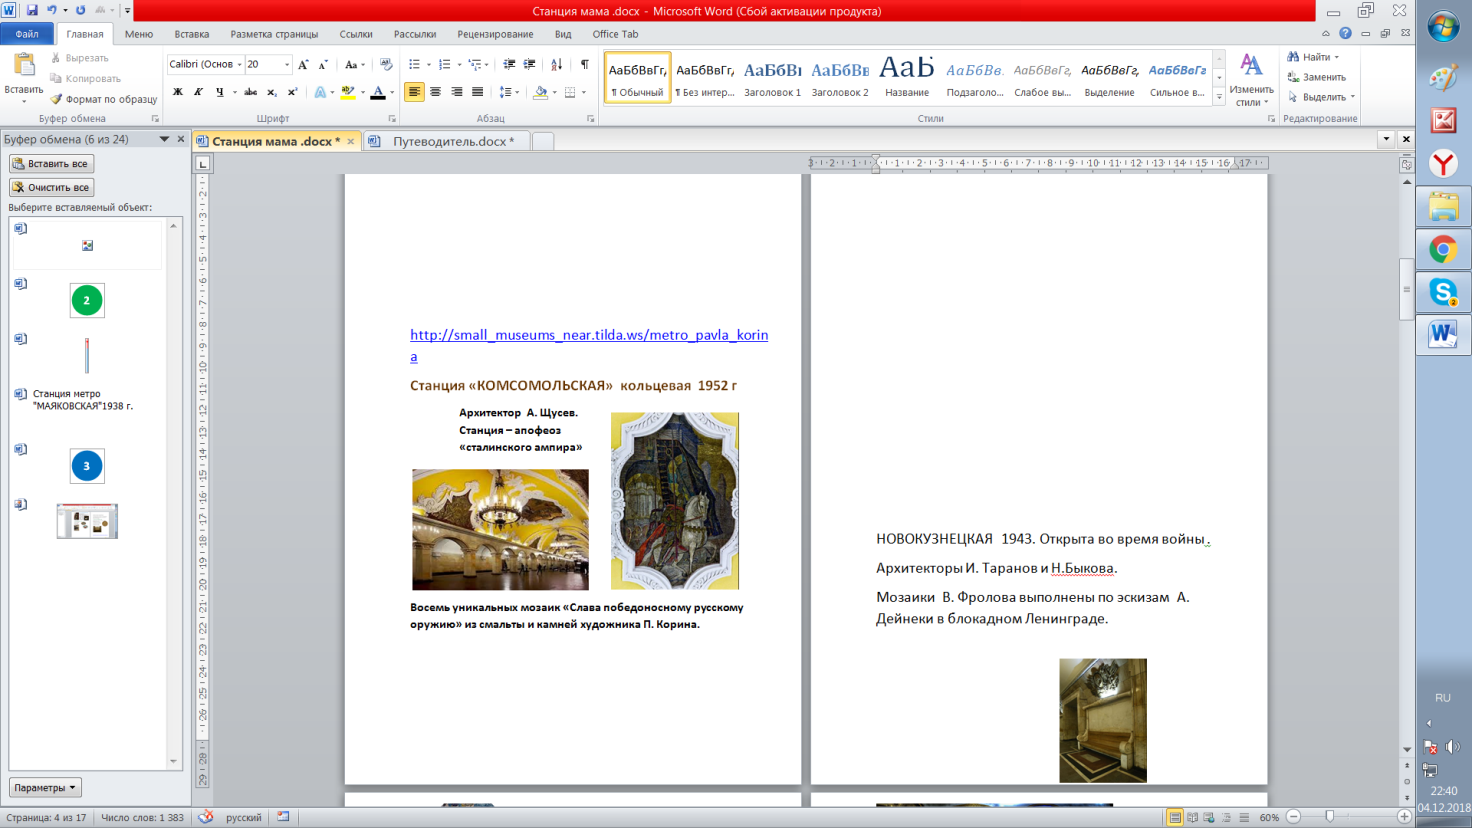 Станция мама .docx - Microsoft Word (Сбой активации продукта)
Файл Главная Меню Вставка Разметка страницы Ссылки Рассылки Рецензирование Вид Office Tab
Вставить
Вырезать
Копировать
Формат по образцу
Буфер обмена
Calibri (Основ 20
Шрифт
Абзац
АаБбВвГг, АаБбВвГг, АаБбВı АаБбВв АаБ АаБбВв. АаБбВвГг, АаБбВвГг, АаБбВвГг
¶ Обычный ¶ Без интер... Заголовок 1 Заголовок 2 Название Подзаголо... Слабое вы... Выделение Сильное в...
Изменить стили
Стили
Найти
Заменить
Выделить
Редактирование
Буфер обмена (6 из 24)
Вставить все
Очистить все
Выберите вставляемый объект:
2
Станция метро
"МАЯКОВСКАЯ"1938 г.
3
Параметры
Станция мама .docx *
Путеводитель.docx *
http://small_museums_near.tilda.ws/metro_pavla_korin
a
Станция «КОМСОМОЛЬСКАЯ» кольцевая 1952 г
Архитектор А. Щусев.
Станция – апофеоз
«сталинского ампира»
Восемь уникальных мозаик «Слава победоносному русскому
оружию» из смальты и камней художника П. Корина.
НОВОКУЗНЕЦКАЯ 1943. Открыта во время войны .
Архитекторы И. Таранов и Н.Быкова.
Мозаики В. Фролова выполнены по эскизам А.
Дейнеки в блокадном Ленинграде.
Страница: 4 из 17 Число слов: 1 383 русский
60%
RU
22:40
04.12.2018